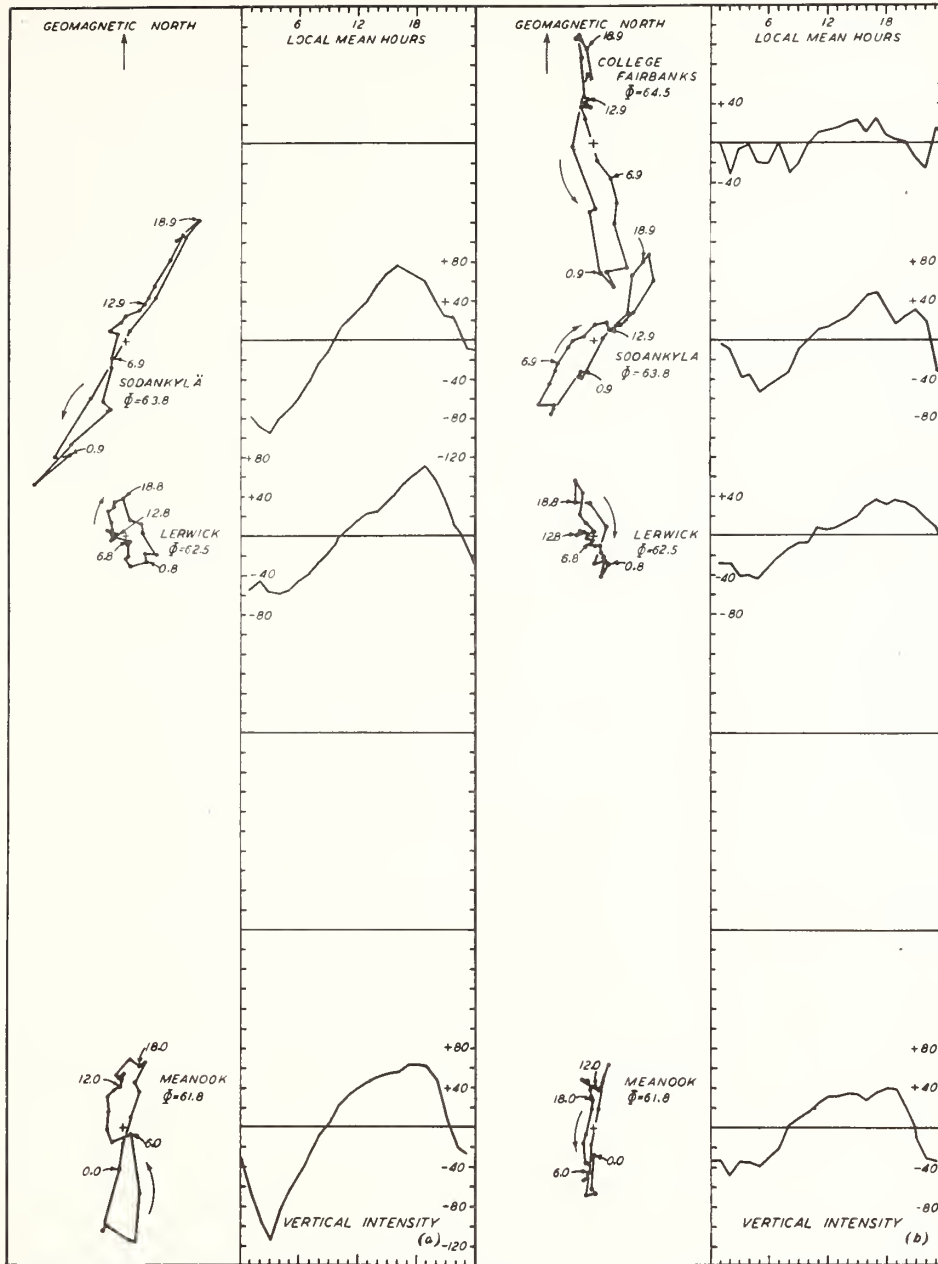 GEOMAGNETIC NORTH
6 12 18
LOCAL MEAN HOURS
18.9
12.9
6.9
SODANKYLÄ
Φ=63.8
0.9
+80
+40
-40
-80
-120
18.8
12.8
LERWICK
Φ=62.5
6.8
0.8
+80
+40
-40
-80
18.0
12.0
MEANOOK
Φ=61.8
6.0
0.0
+80
+40
-40
-80
-120
VERTICAL INTENSITY
(a)
GEOMAGNETIC NORTH
6 12 18
LOCAL MEAN HOURS
18.9
COLLEGE
FAIRBANKS
Φ=64.5
12.9
6.9
0.9
+40
-40
18.9
12.9
6.9
SODANKYLA
Φ=63.8
0.9
+80
+40
-40
-80
-120
18.8
12.8
LERWICK
Φ=62.5
6.8
0.8
+40
-40
-80
12.0
MEANOOK
Φ=61.8
18.0
0.0
6.0
+80
+40
-40
-80
VERTICAL INTENSITY
(b)